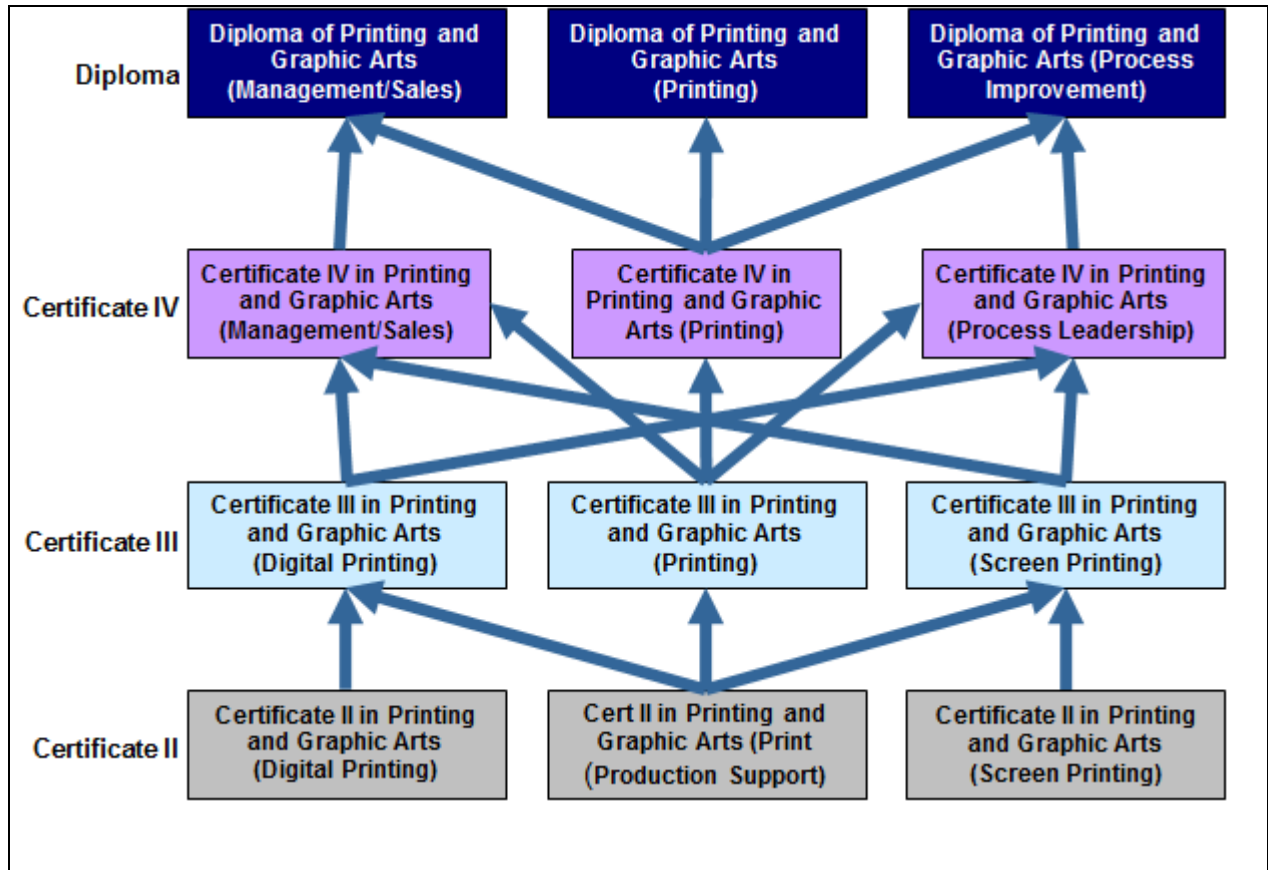 Diploma
Diploma of Printing and
Graphic Arts
(Management/Sales)
Diploma of Printing and
Graphic Arts
(Printing)
Diploma of Printing and
Graphic Arts (Process
Improvement)
Certificate IV
Certificate IV in Printing
and Graphic Arts
(Management/Sales)
Certificate IV in
Printing and Graphic
Arts (Printing)
Certificate IV in Printing
and Graphic Arts
(Process Leadership)
Certificate III
Certificate III in Printing
and Graphic Arts
(Digital Printing)
Certificate III in Printing
and Graphic Arts
(Printing)
Certificate III in Printing
and Graphic Arts
(Screen Printing)
Certificate II
Certificate II in Printing
and Graphic Arts
(Digital Printing)
Cert II in Printing and
Graphic Arts (Print
(Production Support)
Certificate II in Printing
and Graphic Arts
(Screen Printing)